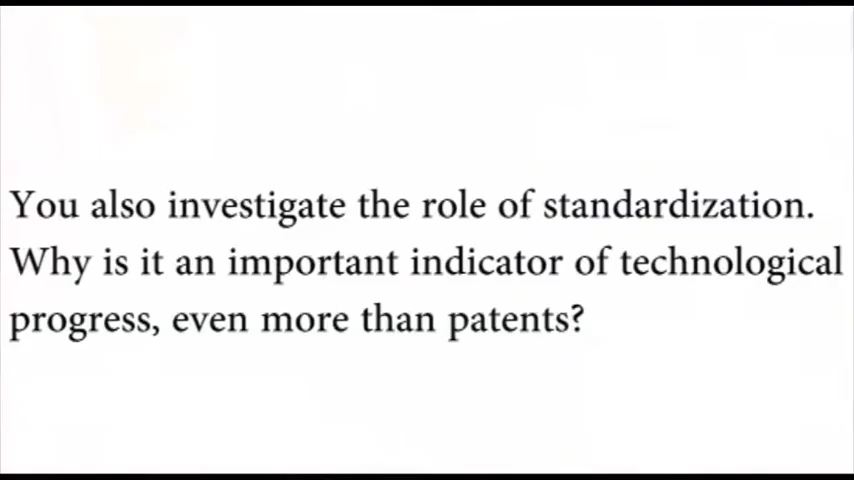 You also investigate the role of standardization.
Why is it an important indicator of technological
progress, even more than patents?